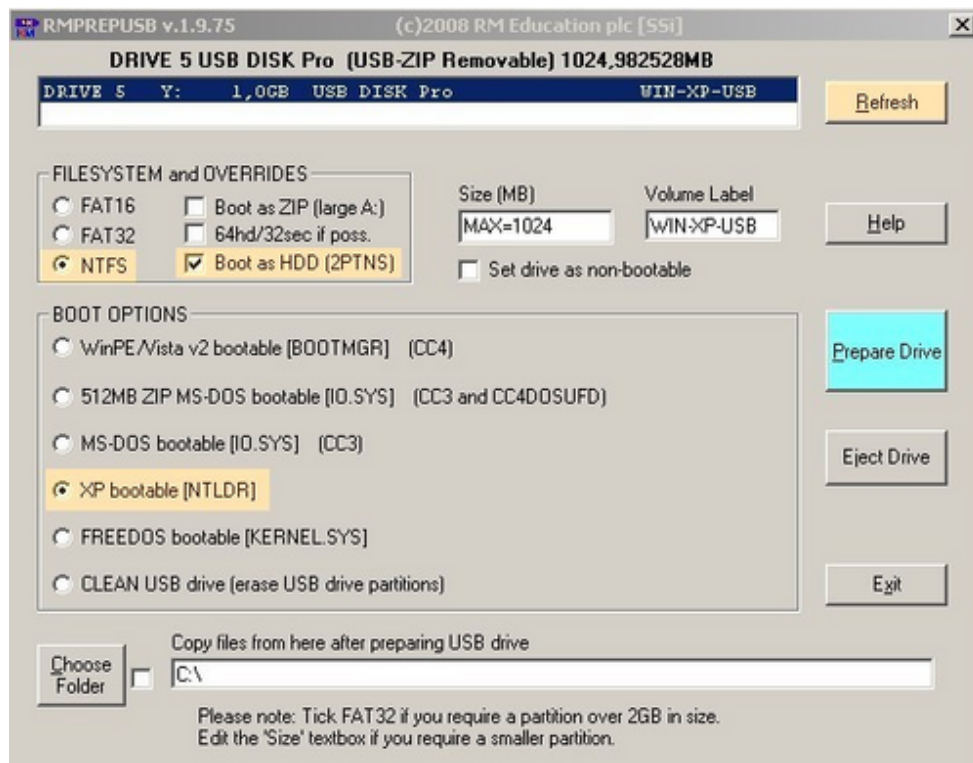 RMPREPUSB v.1.9.75 (c)2008 RM Education plc [SSi]
DRIVE 5 USB DISK Pro (USB-ZIP Removable) 1024,982528MB
DRIVE 5 Y: 1,0GB USB DISK Pro WIN-XP-USB
Refresh
FILESYSTEM and OVERRIDES
FAT16 Boot as ZIP (large A:)
FAT32 64hd/32sec if poss.
NTFS Boot as HDD (2PTNS)
Size (MB) Volume Label
MAX=1024 WIN-XP-USB
Set drive as non-bootable
Help
BOOT OPTIONS
WinPE/Vista v2 bootable [BOOTMGR] (CC4)
512MB ZIP MS-DOS bootable [IO.SYS] (CC3 and CC4DOSUFD)
MS-DOS bootable [IO.SYS] (CC3)
XP bootable [NTLDR]
FREEDOS bootable [KERNEL.SYS]
CLEAN USB drive (erase USB drive partitions)
Prepare Drive
Eject Drive
Exit
Choose
Folder
Copy files from here after preparing USB drive
C:\
Please note: Tick FAT32 if you require a partition over 2GB in size.
Edit the 'Size' textbox if you require a smaller partition.